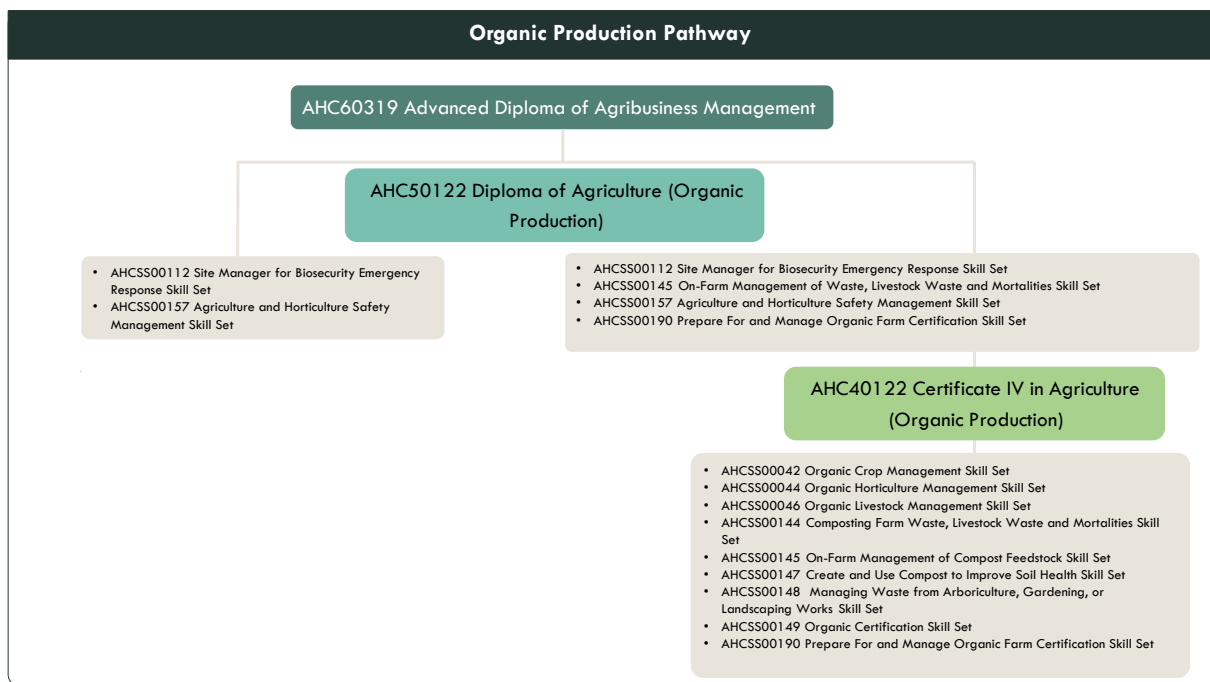 Organic Production Pathway
AHC60319 Advanced Diploma of Agribusiness Management
AHC50122 Diploma of Agriculture (Organic
Production)
• AHCSS00112 Site Manager for Biosecurity Emergency
Response Skill Set
• AHCSS00157 Agriculture and Horticulture Safety
Management Skill Set
• AHCSS00112 Site Manager for Biosecurity Emergency Response Skill Set
• AHCSS00145 On-Farm Management of Waste, Livestock Waste and Mortalities Skill Set
• AHCSS00157 Agriculture and Horticulture Safety Management Skill Set
• AHCSS00190 Prepare For and Manage Organic Farm Certification Skill Set
AHC40122 Certificate IV in Agriculture
(Organic Production)
• AHCSS00042 Organic Crop Management Skill Set
• AHCSS00044 Organic Horticulture Management Skill Set
• AHCSS00046 Organic Livestock Management Skill Set
• AHCSS00144 Composting Farm Waste, Livestock Waste and Mortalities Skill
Set
• AHCSS00145 On-Farm Management of Compost Feedstock Skill Set
• AHCSS00147 Create and Use Compost to Improve Soil Health Skill Set
• AHCSS00148 Managing Waste from Arboriculture, Gardening, or
Landscaping Works Skill Set
• AHCSS00149 Organic Certification Skill Set
• AHCSS00190 Prepare For and Manage Organic Farm Certification Skill Set